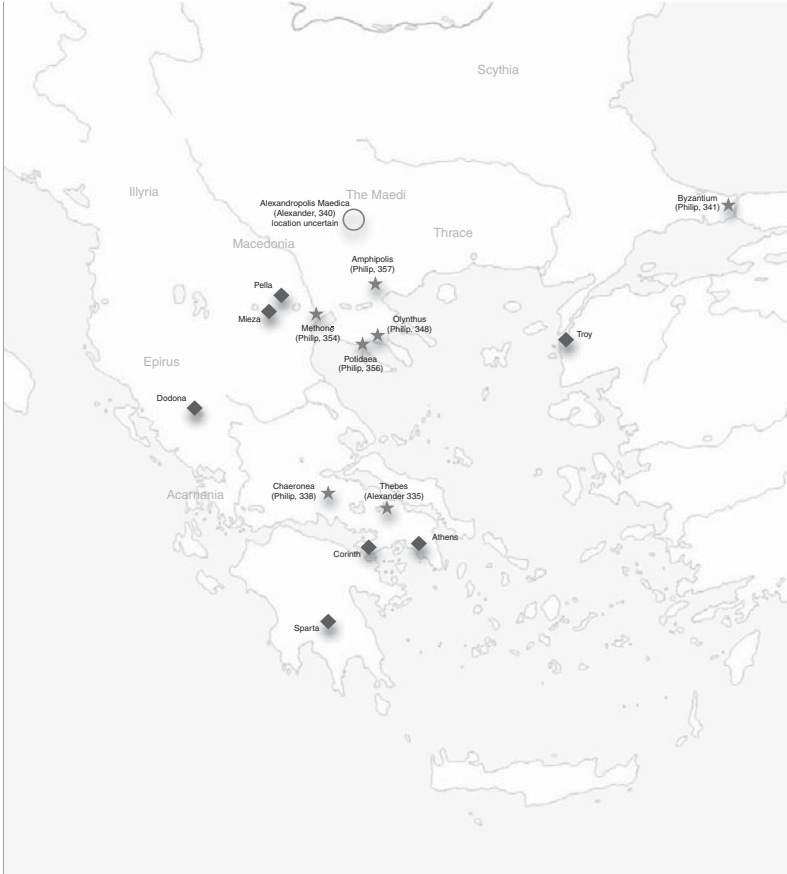 Scythia
Illyria
The Maedi
Alexandropolis Maedica
(Alexander, 340)
location uncertain
Byzantium
(Philip, 341)
Thrace
Macedonia
Amphipolis
(Philip, 357)
Pella
Mieza
Methone
(Philip, 354)
Olynthus
(Philip, 348)
Potidaea
(Philip, 356)
Troy
Epirus
Dodona
Acarnania
Chaeronea
(Philip, 338)
Thebes
(Alexander 335)
Athens
Corinth
Sparta